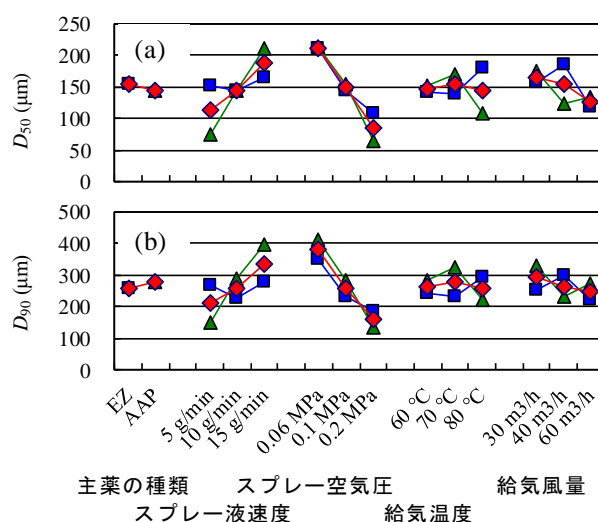 250
200
150
100
50
0
D50 (μm)
(a)
500
400
300
200
100
0
D90 (μm)
(b)
EZ
AAP
5 g/min
10 g/min
15 g/min
0.06 MPa
0.1 MPa
0.2 MPa
60 °C
70 °C
80 °C
30 m3/h
40 m3/h
60 m3/h
主薬の種類 スプレー空気圧 給気風量
スプレー液速度 給気温度